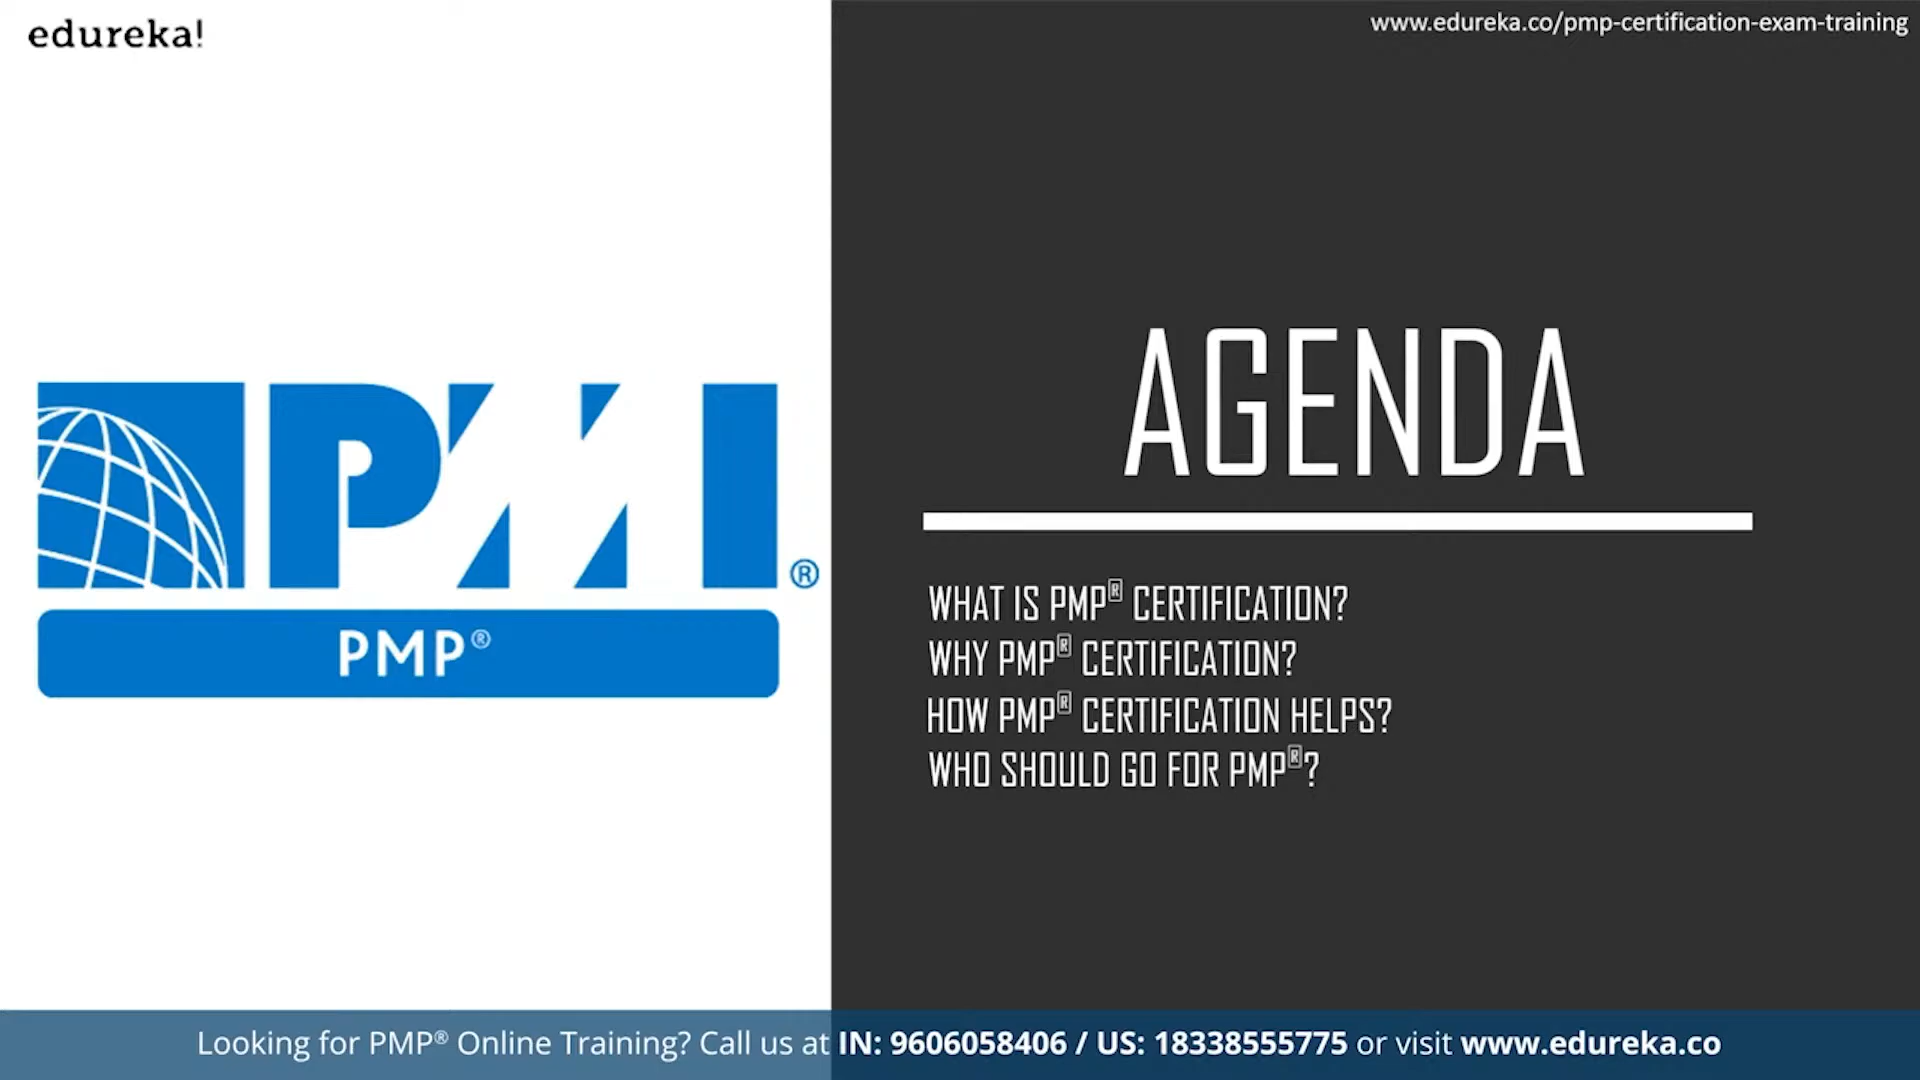 edureka!
www.edureka.co/pmp-certification-exam-training
PMI®
PMP®
AGENDA
WHAT IS PMP® CERTIFICATION?
WHY PMP® CERTIFICATION?
HOW PMP® CERTIFICATION HELPS?
WHO SHOULD GO FOR PMP®?
Looking for PMP® Online Training? Call us at IN: 9606058406 / US: 18338555775 or visit www.edureka.co